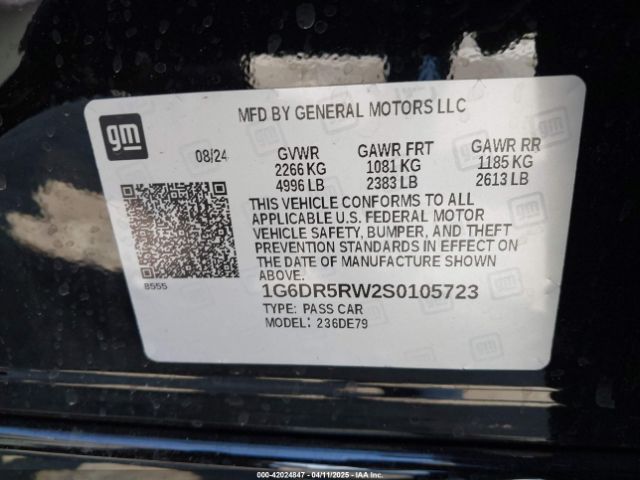 gm
MFD BY GENERAL MOTORS LLC
08/24
GVWR
2266 KG
4996 LB
GAWR FRT
1081 KG
2383 LB
GAWR RR
1185 KG
2613 LB
THIS VEHICLE CONFORMS TO ALL
APPLICABLE U.S. FEDERAL MOTOR
VEHICLE SAFETY, BUMPER, AND THEFT
PREVENTION STANDARDS IN EFFECT ON
THE DATE OF MANUFACTURE SHOWN
ABOVE.
8555
1G6DR5RW2S0105723
TYPE: PASS CAR
MODEL: 236DE79
000-42024847 - 04/11/2025 - IAA INC.